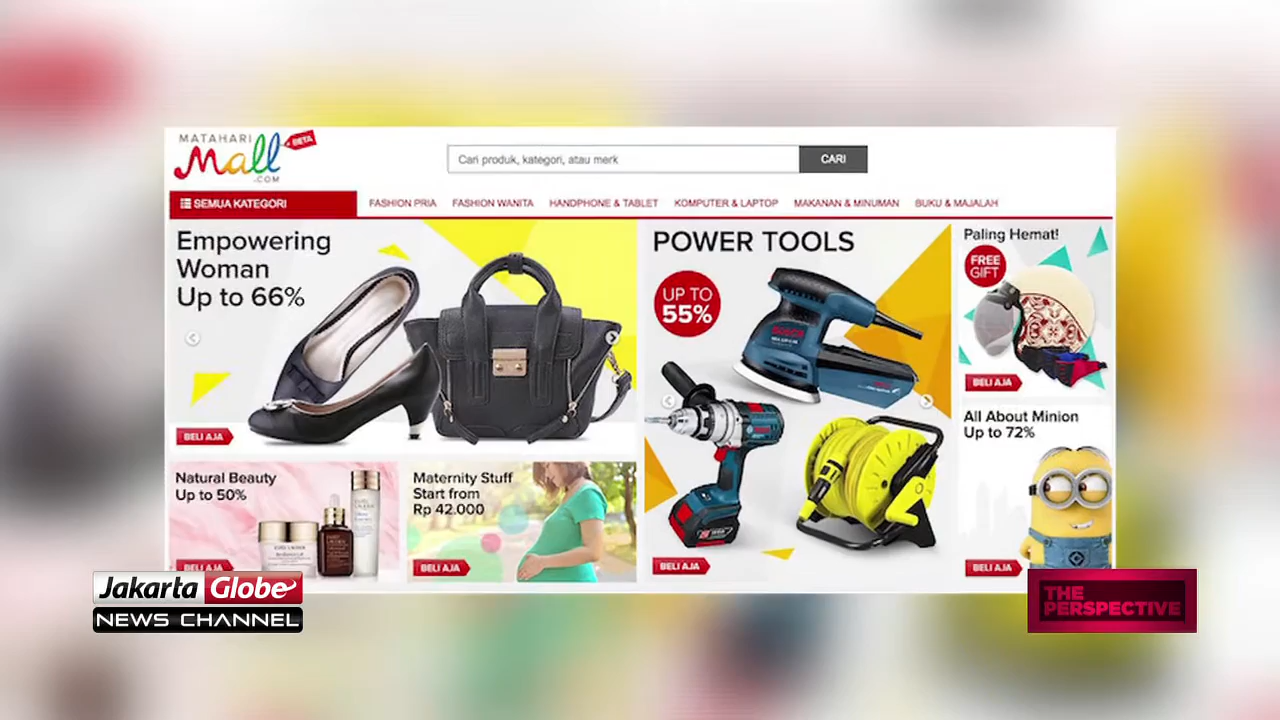 MATAHARI
Mall
.COM
BETA
Cari produk, kategori, atau merk
CARI
SEMUA KATEGORI
FASHION PRIA
FASHION WANITA
HANDPHONE & TABLET
KOMPUTER & LAPTOP
MAKANAN & MINUMAN
BUKU & MAJALAH
Empowering
Woman
Up to 66%
BELI AJA
POWER TOOLS
UP TO
55%
BOSCH
BELI AJA
Paling Hemat!
FREE
GIFT
BELI AJA
All About Minion
Up to 72%
BELI AJA
Natural Beauty
Up to 50%
BELI AJA
Maternity Stuff
Start from
Rp 42.000
BELI AJA
Jakarta Globe
NEWS CHANNEL
THE
PERSPECTIVE